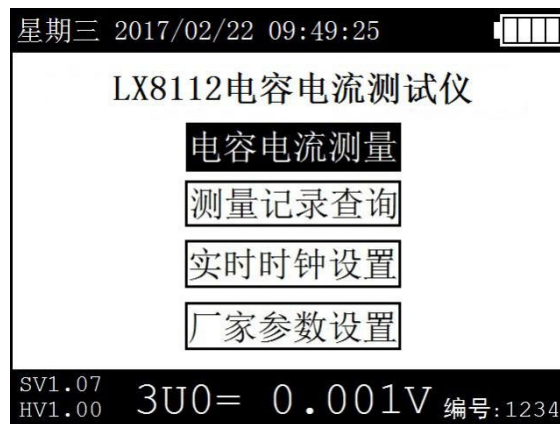 星期三 2017/02/22 09:49:25
LX8112电容电流测试仪
电容电流测量
测量记录查询
实时时钟设置
厂家参数设置
SV1.07
HV1.00
3U0= 0.001V 编号:1234